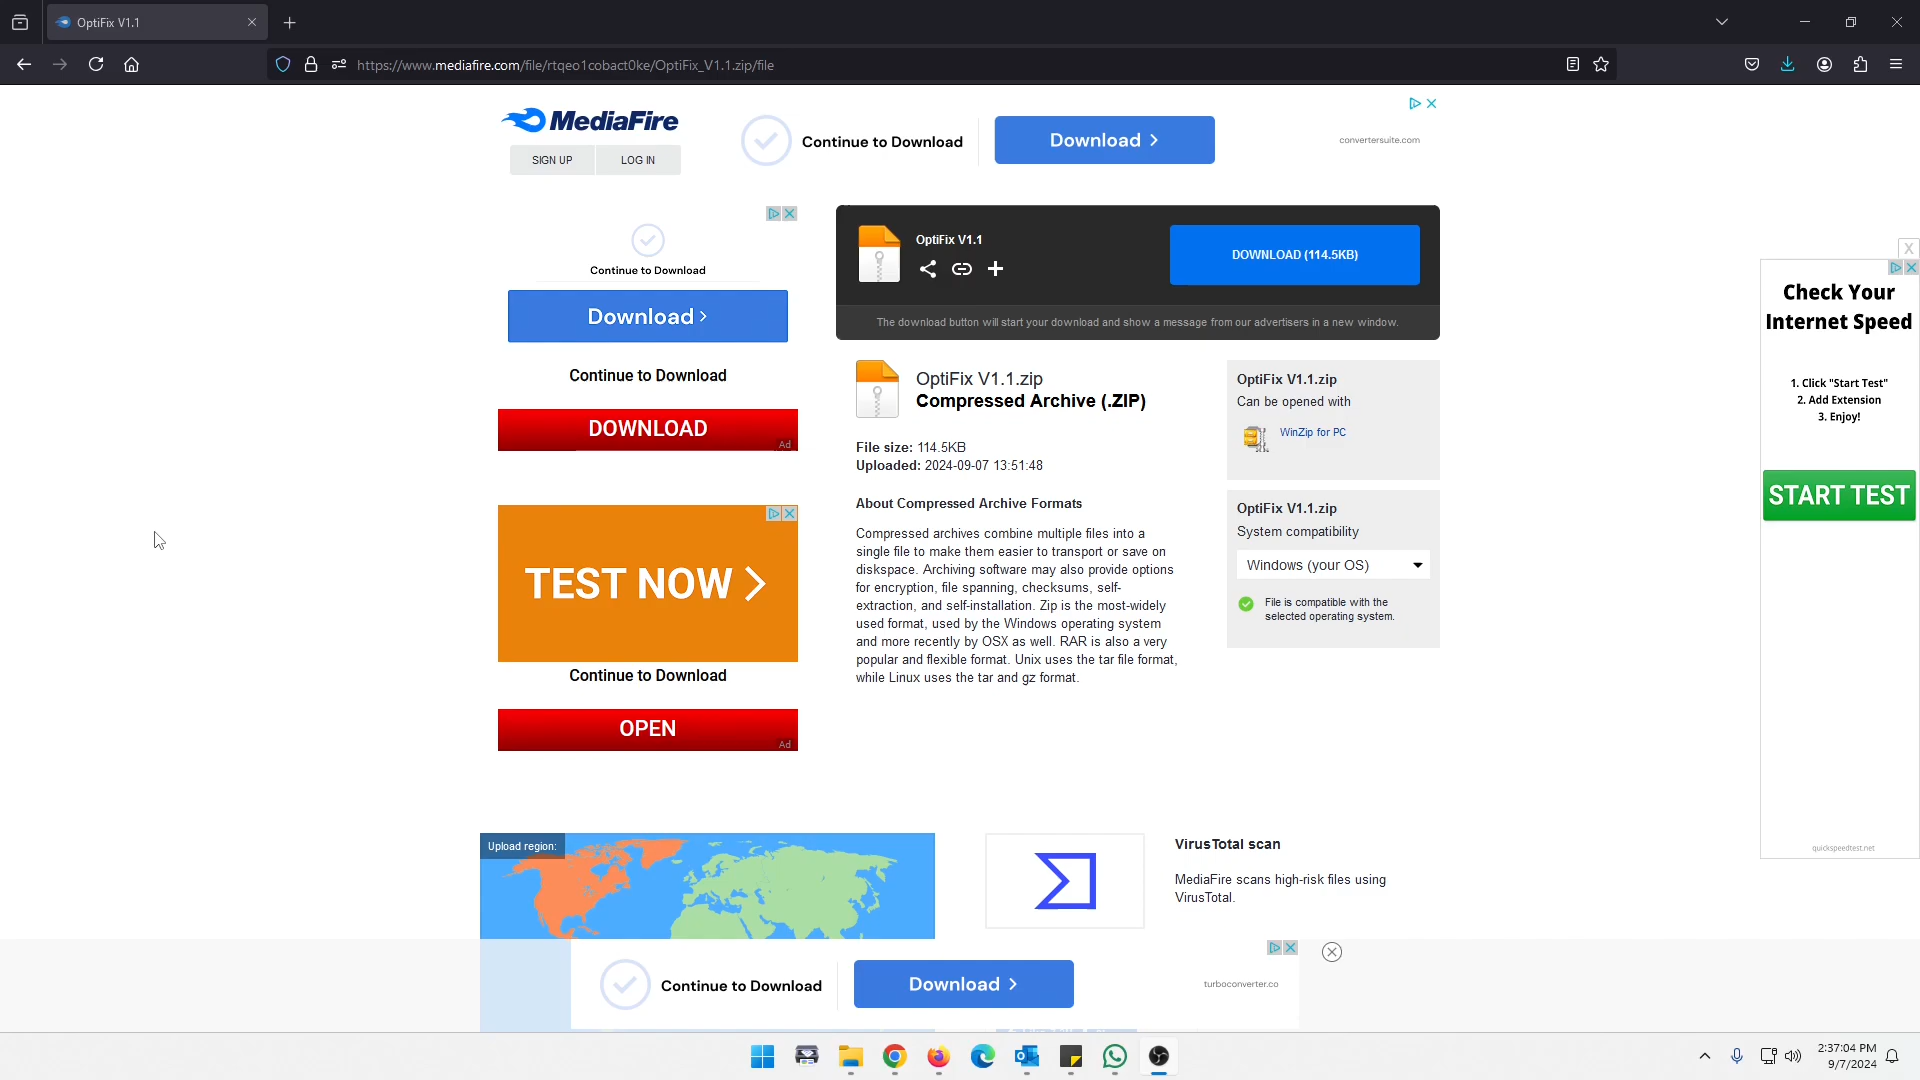 OptiFix V1.1
https://www.mediafire.com/file/rtqeo1cobact0ke/OptiFix_V1.1.zip/file
MediaFire
SIGN UP
LOG IN
Continue to Download
Download
convertersuite.com
Continue to Download
Download
Continue to Download
DOWNLOAD
Ad
TEST NOW
Continue to Download
OPEN
Ad
OptiFix V1.1
DOWNLOAD (114.5KB)
The download button will start your download and show a message from our advertisers in a new window.
OptiFix V1.1.zip
Compressed Archive (.ZIP)
File size: 114.5KB
Uploaded: 2024-09-07 13:51:48
About Compressed Archive Formats
Compressed archives combine multiple files into a
single file to make them easier to transport or save on
diskspace. Archiving software may also provide options
for encryption, file spanning, checksums, self-
extraction, and self-installation. Zip is the most-widely
used format, used by the Windows operating system
and more recently by OSX as well. RAR is also a very
popular and flexible format. Unix uses the tar file format,
while Linux uses the tar and gz format.
OptiFix V1.1.zip
Can be opened with
WinZip for PC
OptiFix V1.1.zip
System compatibility
Windows (your OS)
File is compatible with the
selected operating system.
X
Check Your
Internet Speed
1. Click "Start Test"
2. Add Extension
3. Enjoy!
START TEST
quickspeedtest.net
Upload region:
VirusTotal scan
MediaFire scans high-risk files using
VirusTotal.
Continue to Download
Download
turboconverter.co
2:37:04 PM
9/7/2024